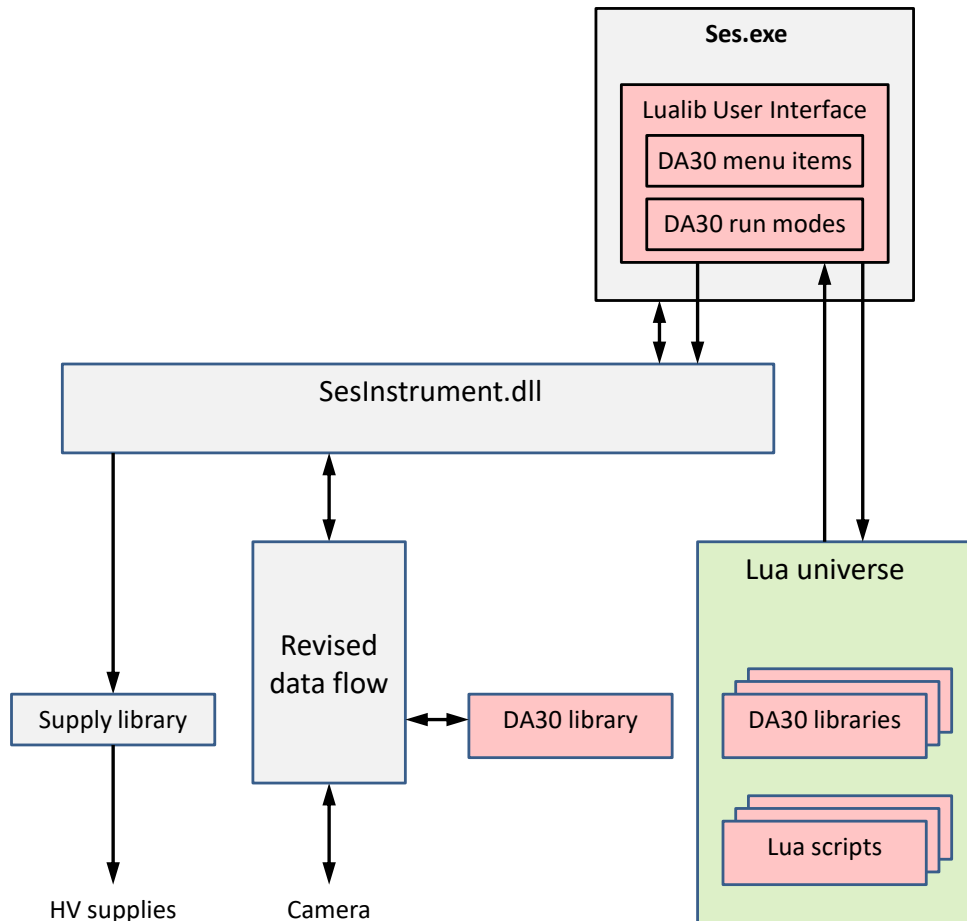 Ses.exe
Lualib User Interface
DA30 menu items
DA30 run modes
SesInstrument.dll
Lua universe
Revised
data flow
Supply library
DA30 library
DA30 libraries
Lua scripts
HV supplies
Camera